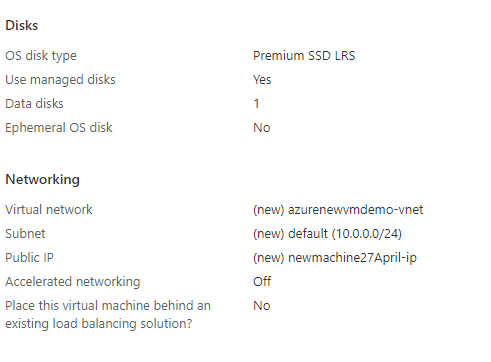 Disks
OS disk type Premium SSD LRS
Use managed disks Yes
Data disks 1
Ephemeral OS disk No
Networking
Virtual network (new) azurenewvmdemo-vnet
Subnet (new) default (10.0.0.0/24)
Public IP (new) newmachine27April-ip
Accelerated networking Off
Place this virtual machine behind an No
existing load balancing solution?